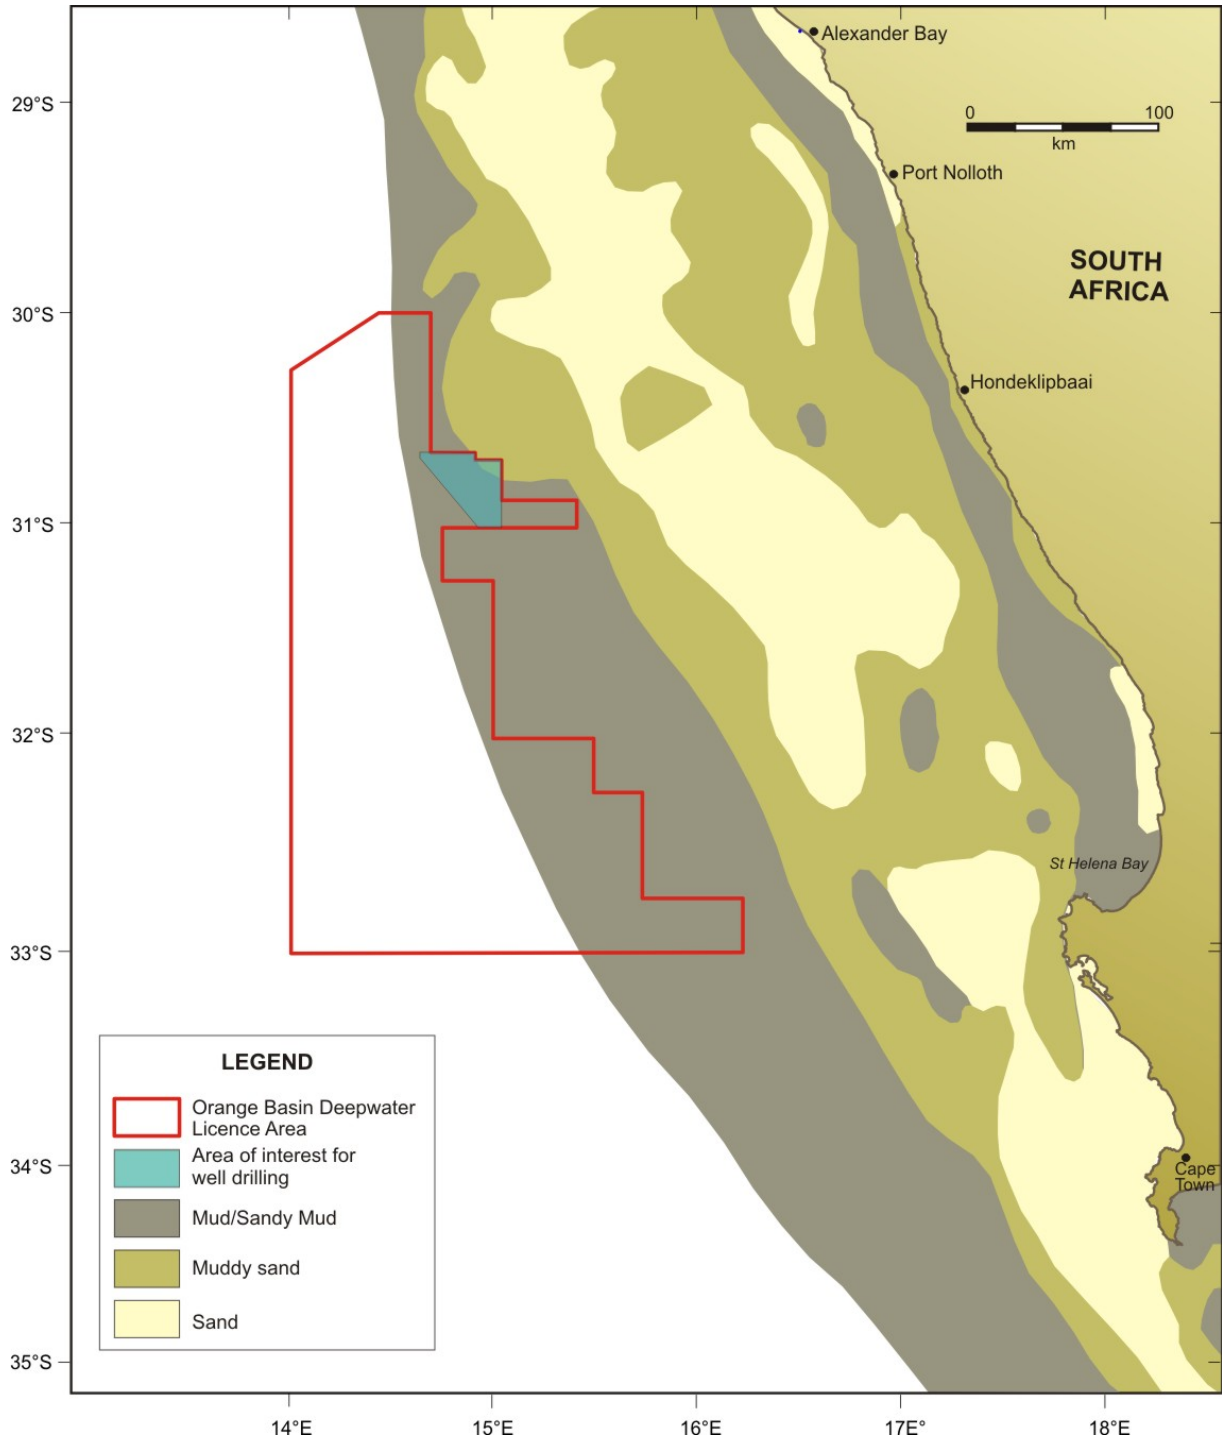 Alexander Bay
29°S
0 100
km
Port Nolloth
SOUTH
AFRICA
30°S
Hondeklipbaai
31°S
32°S
St Helena Bay
33°S
LEGEND
Orange Basin Deepwater
Licence Area
Area of interest for
well drilling
Mud/Sandy Mud
Muddy sand
Sand
34°S
Cape
Town
35°S
14°E 15°E 16°E 17E° 18°E